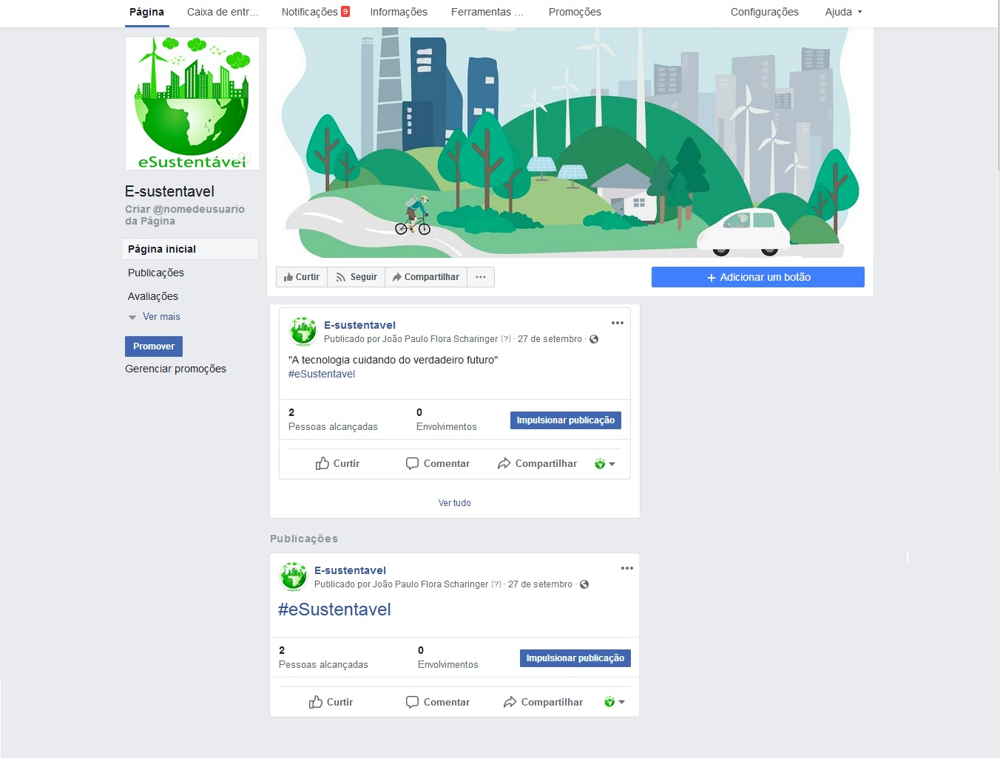 Página Caixa de entr... Notificações 9 Informações Ferramentas ... Promoções Configurações Ajuda
eSustentável
E-sustentavel
Criar @nomedeusuario
da Página
Página inicial
Publicações
Avaliações
Ver mais
Promover
Gerenciar promoções
Curtir Seguir Compartilhar ...
+ Adicionar um botão
E-sustentavel
Publicado por João Paulo Flora Scharinger [?] · 27 de setembro ·
"A tecnologia cuidando do verdadeiro futuro"
#eSustentavel
2 0
Pessoas alcançadas Envolvimentos Impulsionar publicação
Curtir Comentar Compartilhar
Ver tudo
Publicações
E-sustentavel
Publicado por João Paulo Flora Scharinger [?] · 27 de setembro ·
#eSustentavel
2 0
Pessoas alcançadas Envolvimentos Impulsionar publicação
Curtir Comentar Compartilhar